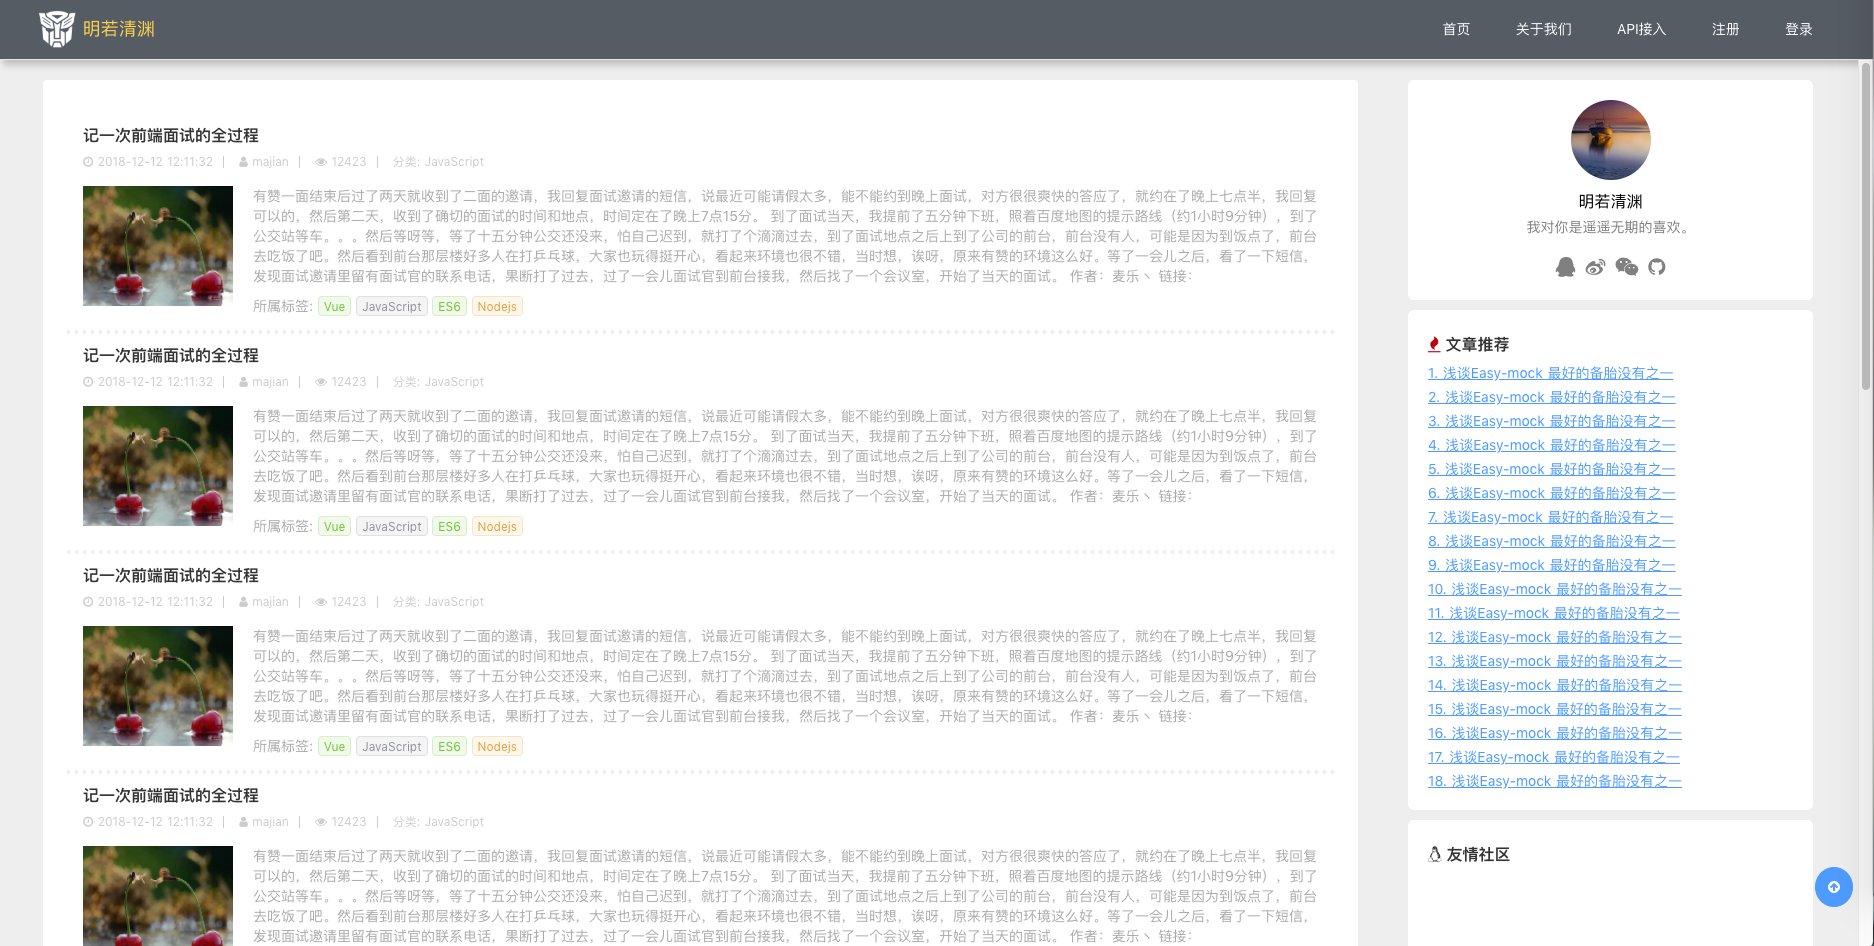 明若清渊
首页 关于我们 API接入 注册 登录
记一次前端面试的全过程
2018-12-12 12:11:32 | majian | 12423 | 分类: JavaScript
有赞一面结束后过了两天就收到了二面的邀请，我回复面试邀请的短信，说最近可能请假太多，能不能约到晚上面试，对方很很爽快的答应了，就约在了晚上七点半，我回复
可以的，然后第二天，收到了确切的面试的时间和地点，时间定在了晚上7点15分。 到了面试当天，我提前了五分钟下班，照着百度地图的提示路线（约1小时9分钟），到了
公交站等车。。。然后等呀等，等了十五分钟公交还没来，怕自己迟到，就打了个滴滴过去，到了面试地点之后上到了公司的前台，前台没有人，可能是因为到饭点了，前台
去吃饭了吧。然后看到前台那层楼好多人在打乒乓球，大家也玩得挺开心，看起来环境也很不错，当时想，诶呀，原来有赞的环境这么好。等了一会儿之后，看了一下短信，
发现面试邀请里留有面试官的联系电话，果断打了过去，过了一会儿面试官到前台接我，然后找了一个会议室，开始了当天的面试。 作者：麦乐丶 链接：
所属标签: Vue JavaScript ES6 Nodejs
记一次前端面试的全过程
2018-12-12 12:11:32 | majian | 12423 | 分类: JavaScript
有赞一面结束后过了两天就收到了二面的邀请，我回复面试邀请的短信，说最近可能请假太多，能不能约到晚上面试，对方很很爽快的答应了，就约在了晚上七点半，我回复
可以的，然后第二天，收到了确切的面试的时间和地点，时间定在了晚上7点15分。 到了面试当天，我提前了五分钟下班，照着百度地图的提示路线（约1小时9分钟），到了
公交站等车。。。然后等呀等，等了十五分钟公交还没来，怕自己迟到，就打了个滴滴过去，到了面试地点之后上到了公司的前台，前台没有人，可能是因为到饭点了，前台
去吃饭了吧。然后看到前台那层楼好多人在打乒乓球，大家也玩得挺开心，看起来环境也很不错，当时想，诶呀，原来有赞的环境这么好。等了一会儿之后，看了一下短信，
发现面试邀请里留有面试官的联系电话，果断打了过去，过了一会儿面试官到前台接我，然后找了一个会议室，开始了当天的面试。 作者：麦乐丶 链接：
所属标签: Vue JavaScript ES6 Nodejs
记一次前端面试的全过程
2018-12-12 12:11:32 | majian | 12423 | 分类: JavaScript
有赞一面结束后过了两天就收到了二面的邀请，我回复面试邀请的短信，说最近可能请假太多，能不能约到晚上面试，对方很很爽快的答应了，就约在了晚上七点半，我回复
可以的，然后第二天，收到了确切的面试的时间和地点，时间定在了晚上7点15分。 到了面试当天，我提前了五分钟下班，照着百度地图的提示路线（约1小时9分钟），到了
公交站等车。。。然后等呀等，等了十五分钟公交还没来，怕自己迟到，就打了个滴滴过去，到了面试地点之后上到了公司的前台，前台没有人，可能是因为到饭点了，前台
去吃饭了吧。然后看到前台那层楼好多人在打乒乓球，大家也玩得挺开心，看起来环境也很不错，当时想，诶呀，原来有赞的环境这么好。等了一会儿之后，看了一下短信，
发现面试邀请里留有面试官的联系电话，果断打了过去，过了一会儿面试官到前台接我，然后找了一个会议室，开始了当天的面试。 作者：麦乐丶 链接：
所属标签: Vue JavaScript ES6 Nodejs
记一次前端面试的全过程
2018-12-12 12:11:32 | majian | 12423 | 分类: JavaScript
有赞一面结束后过了两天就收到了二面的邀请，我回复面试邀请的短信，说最近可能请假太多，能不能约到晚上面试，对方很很爽快的答应了，就约在了晚上七点半，我回复
可以的，然后第二天，收到了确切的面试的时间和地点，时间定在了晚上7点15分。 到了面试当天，我提前了五分钟下班，照着百度地图的提示路线（约1小时9分钟），到了
公交站等车。。。然后等呀等，等了十五分钟公交还没来，怕自己迟到，就打了个滴滴过去，到了面试地点之后上到了公司的前台，前台没有人，可能是因为到饭点了，前台
去吃饭了吧。然后看到前台那层楼好多人在打乒乓球，大家也玩得挺开心，看起来环境也很不错，当时想，诶呀，原来有赞的环境这么好。等了一会儿之后，看了一下短信，
发现面试邀请里留有面试官的联系电话，果断打了过去，过了一会儿面试官到前台接我，然后找了一个会议室，开始了当天的面试。 作者：麦乐丶 链接：
明若清渊
我对你是遥遥无期的喜欢。
文章推荐
1. 浅谈Easy-mock 最好的备胎没有之一
2. 浅谈Easy-mock 最好的备胎没有之一
3. 浅谈Easy-mock 最好的备胎没有之一
4. 浅谈Easy-mock 最好的备胎没有之一
5. 浅谈Easy-mock 最好的备胎没有之一
6. 浅谈Easy-mock 最好的备胎没有之一
7. 浅谈Easy-mock 最好的备胎没有之一
8. 浅谈Easy-mock 最好的备胎没有之一
9. 浅谈Easy-mock 最好的备胎没有之一
10. 浅谈Easy-mock 最好的备胎没有之一
11. 浅谈Easy-mock 最好的备胎没有之一
12. 浅谈Easy-mock 最好的备胎没有之一
13. 浅谈Easy-mock 最好的备胎没有之一
14. 浅谈Easy-mock 最好的备胎没有之一
15. 浅谈Easy-mock 最好的备胎没有之一
16. 浅谈Easy-mock 最好的备胎没有之一
17. 浅谈Easy-mock 最好的备胎没有之一
18. 浅谈Easy-mock 最好的备胎没有之一
友情社区